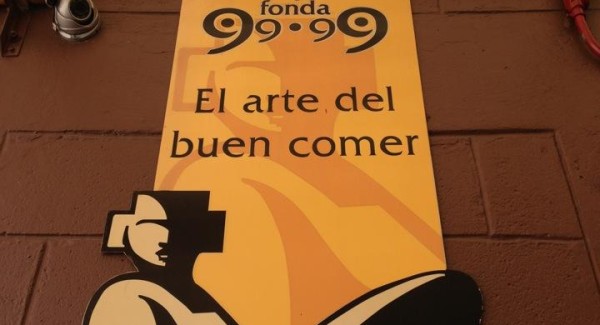 fonda
99•99
El arte del
buen comer